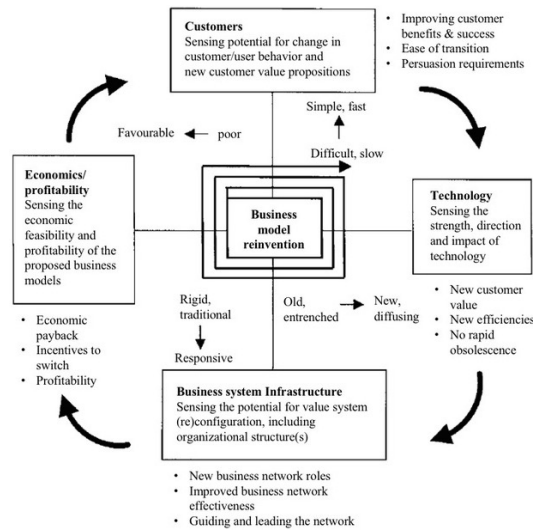 Customers
Sensing potential for change in
customer/user behavior and
new customer value propositions
• Improving customer
benefits & success
• Ease of transition
• Persuasion requirements
Simple, fast
Favourable
poor
Difficult, slow
Economics/
profitability
Sensing the
economic
feasibility and
profitability of the
proposed business
models
Business
model
reinvention
Technology
Sensing the
strength, direction
and impact of
technology
• Economic
payback
• Incentives to
switch
• Profitability
Rigid,
traditional
Responsive
Old,
entrenched
New,
diffusing
• New customer
value
• New efficiencies
• No rapid
obsolescence
Business system Infrastructure
Sensing the potential for value system
(re)configuration, including
organizational structure(s)
• New business network roles
• Improved business network
effectiveness
• Guiding and leading the network